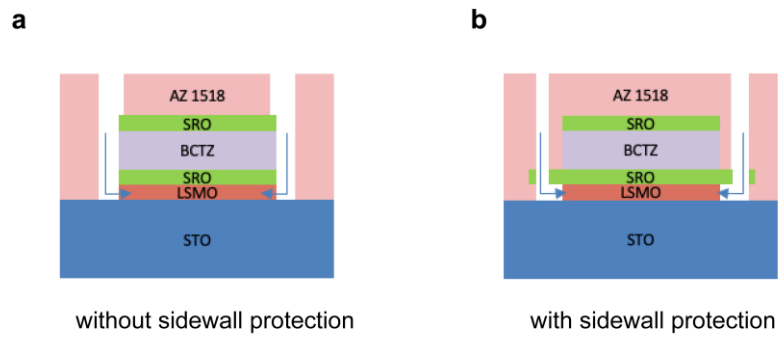 a
b
AZ 1518
SRO
BCTZ
SRO
LSMO
STO
without sidewall protection
AZ 1518
SRO
BCTZ
SRO
LSMO
STO
with sidewall protection